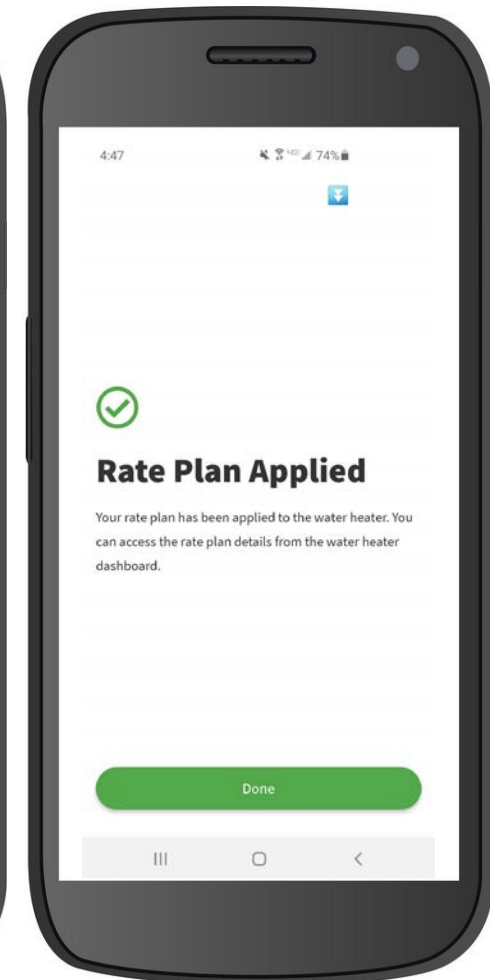 4:47 74%
Rate Plan Applied
Your rate plan has been applied to the water heater. You
can access the rate plan details from the water heater
dashboard.
Done